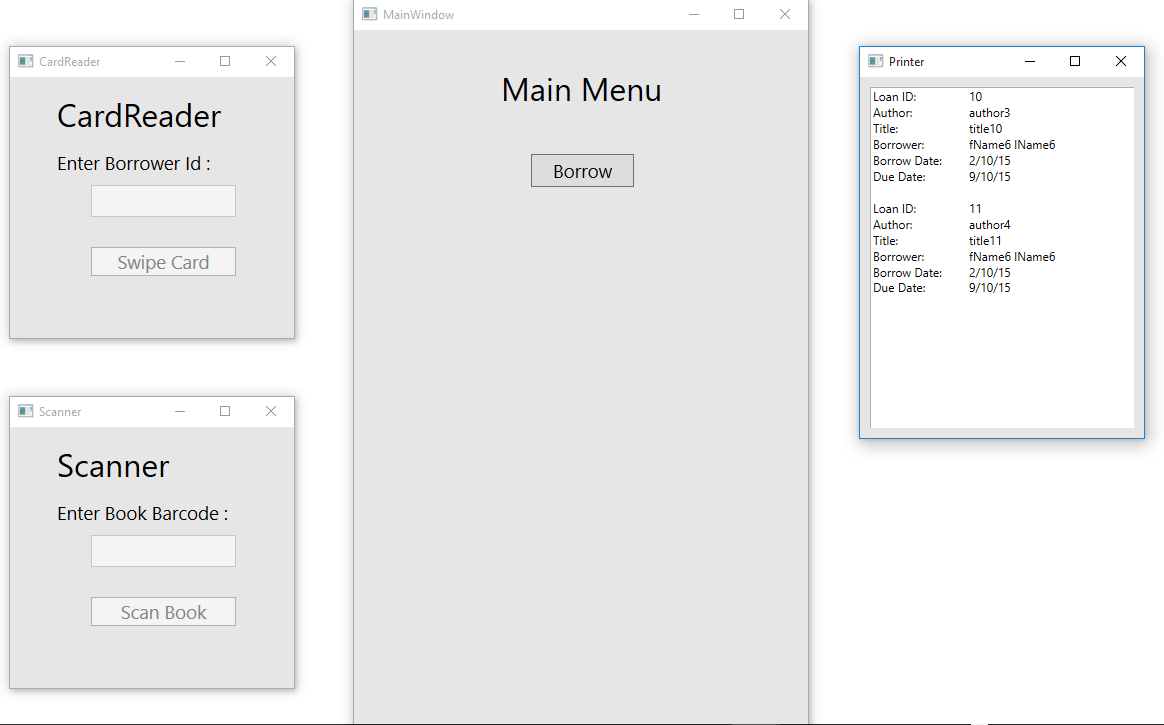 CardReader
CardReader
Enter Borrower Id :
Swipe Card
Scanner
Scanner
Enter Book Barcode :
Scan Book
MainWindow
Main Menu
Borrow
Printer
Loan ID: 10
Author: author3
Title: title10
Borrower: fName6 lName6
Borrow Date: 2/10/15
Due Date: 9/10/15
Loan ID: 11
Author: author4
Title: title11
Borrower: fName6 lName6
Borrow Date: 2/10/15
Due Date: 9/10/15